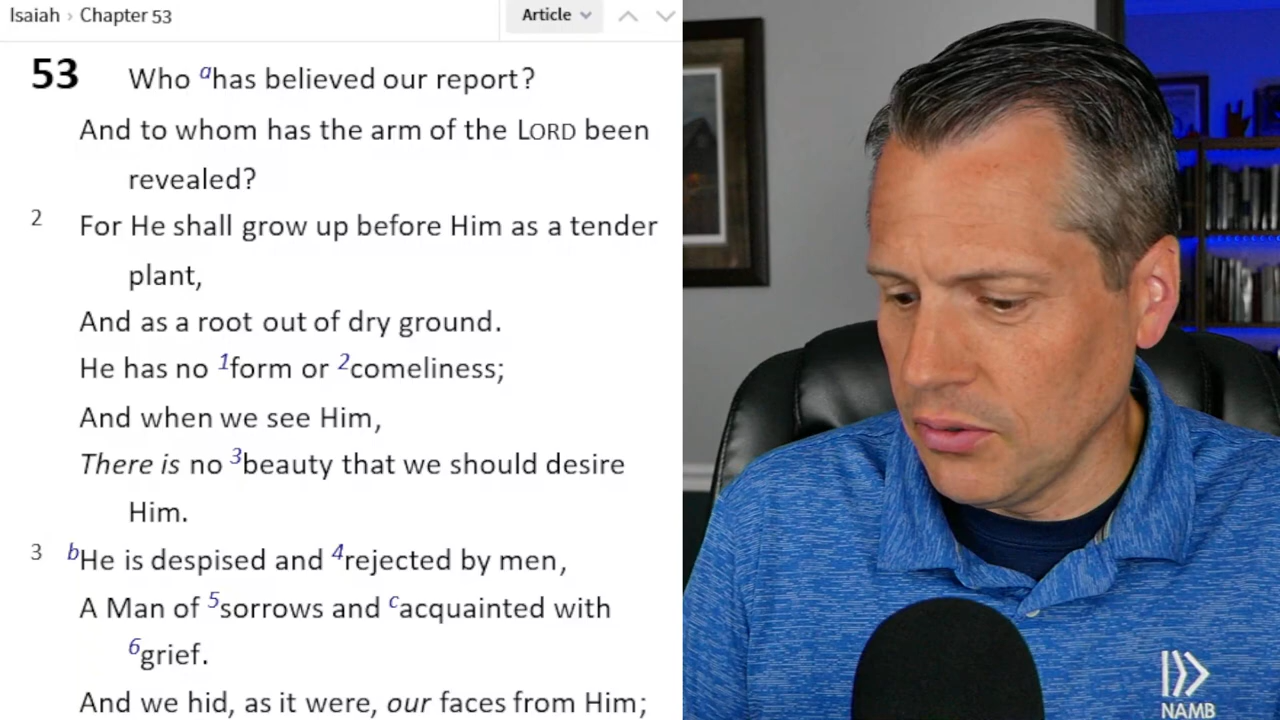 Isaiah › Chapter 53
Article
53 Who ahas believed our report?
And to whom has the arm of the LORD been
revealed?
2 For He shall grow up before Him as a tender
plant,
And as a root out of dry ground.
He has no 1form or 2comeliness;
And when we see Him,
There is no 3beauty that we should desire
Him.
3 bHe is despised and 4rejected by men,
A Man of 5sorrows and cacquainted with
6grief.
And we hid, as it were, our faces from Him;
NAMB